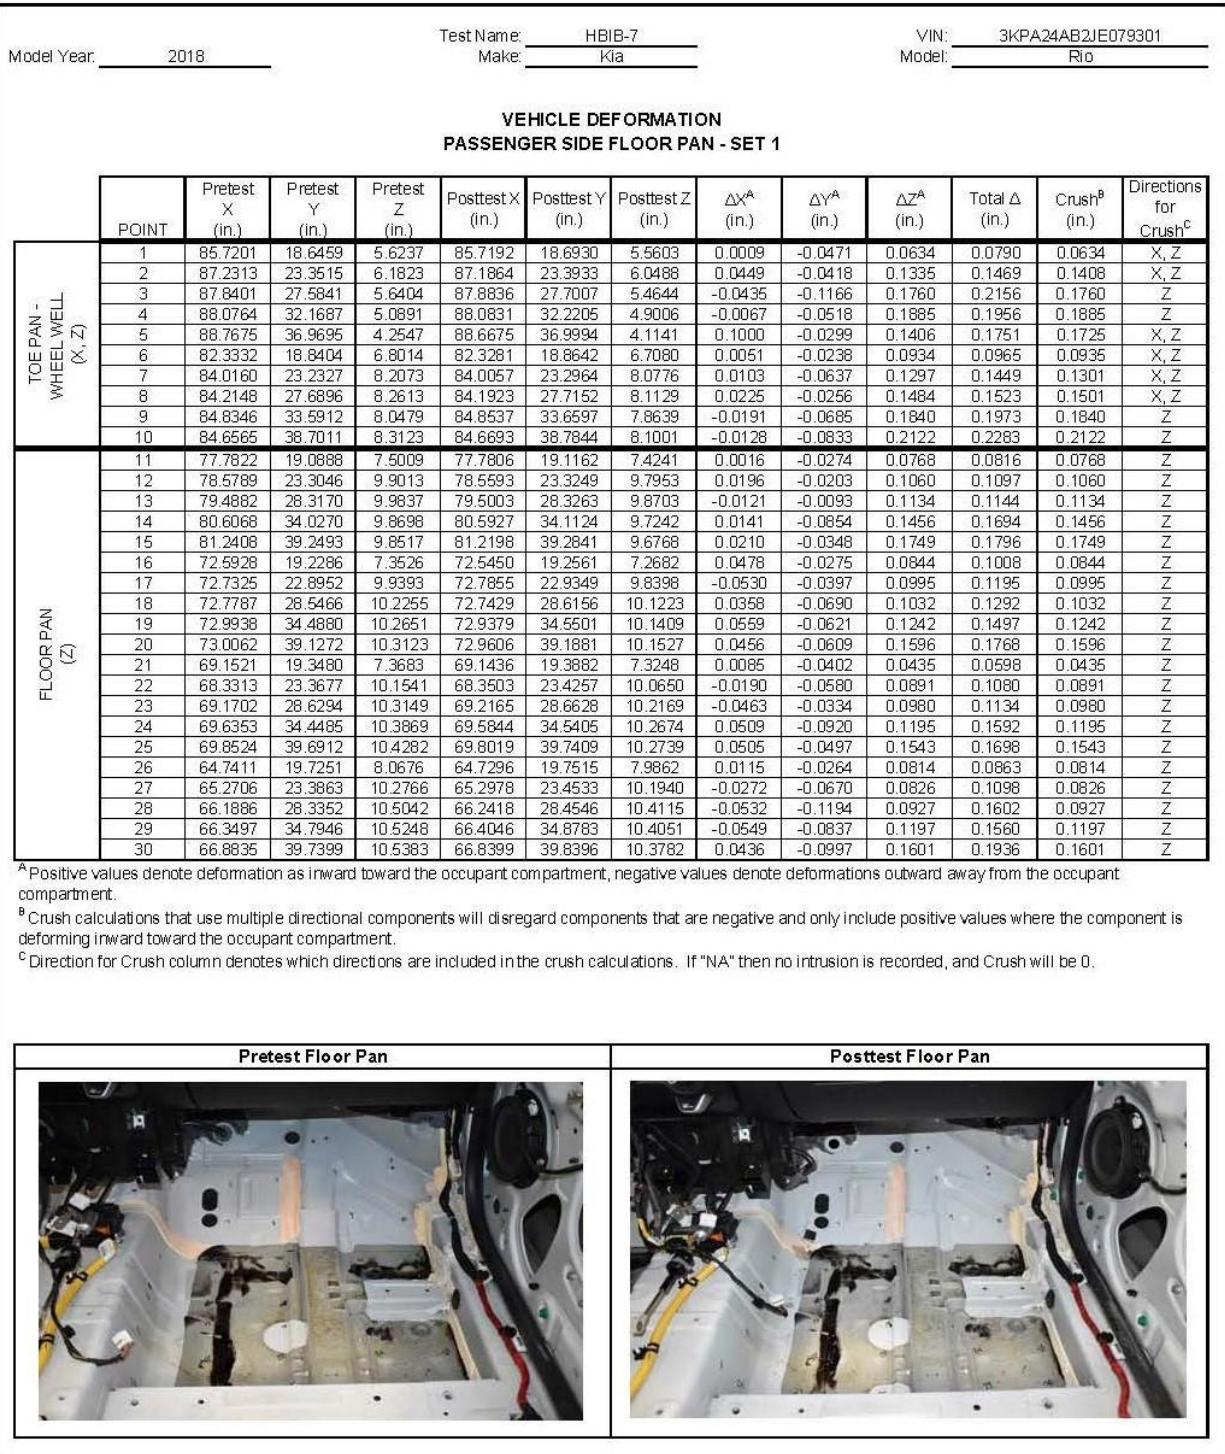 Test Name: HBIB-7 VIN: 3KPA24AB2JE079301
Model Year: 2018 Make: Kia Model: Rio
VEHICLE DEFORMATION
PASSENGER SIDE FLOOR PAN - SET 1
POINT Pretest X (in.) Pretest Y (in.) Pretest Z (in.) Posttest X (in.) Posttest Y (in.) Posttest Z (in.) ΔXᴬ (in.) ΔYᴬ (in.) ΔZᴬ (in.) Total Δ (in.) Crushᴮ (in.) Directions for Crushᶜ
TOE PAN - WHEEL WELL (X, Z)
1 85.7201 18.6459 5.6237 85.7192 18.6930 5.5603 0.0009 -0.0471 0.0634 0.0790 0.0634 X, Z
2 87.2313 23.3515 6.1823 87.1864 23.3933 6.0488 0.0449 -0.0418 0.1335 0.1469 0.1408 X, Z
3 87.8401 27.5841 5.6404 87.8836 27.7007 5.4644 -0.0435 -0.1166 0.1760 0.2156 0.1760 Z
4 88.0764 32.1687 5.0891 88.0831 32.2205 4.9006 -0.0067 -0.0518 0.1885 0.1956 0.1885 Z
5 88.7675 36.9695 4.2547 88.6675 36.9994 4.1141 0.1000 -0.0299 0.1406 0.1751 0.1725 X, Z
6 82.3332 18.8404 6.8014 82.3281 18.8642 6.7080 0.0051 -0.0238 0.0934 0.0965 0.0935 X, Z
7 84.0160 23.2327 8.2073 84.0057 23.2964 8.0776 0.0103 -0.0637 0.1297 0.1449 0.1301 X, Z
8 84.2148 27.6896 8.2613 84.1923 27.7152 8.1129 0.0225 -0.0256 0.1484 0.1523 0.1501 X, Z
9 84.8346 33.5912 8.0479 84.8537 33.6597 7.8639 -0.0191 -0.0685 0.1840 0.1973 0.1840 Z
10 84.6565 38.7011 8.3123 84.6693 38.7844 8.1001 -0.0128 -0.0833 0.2122 0.2283 0.2122 Z
FLOOR PAN (Z)
11 77.7822 19.0888 7.5009 77.7806 19.1162 7.4241 0.0016 -0.0274 0.0768 0.0816 0.0768 Z
12 78.5789 23.3046 9.9013 78.5593 23.3249 9.7953 0.0196 -0.0203 0.1060 0.1097 0.1060 Z
13 79.4882 28.3170 9.9837 79.5003 28.3263 9.8703 -0.0121 -0.0093 0.1134 0.1144 0.1134 Z
14 80.6068 34.0270 9.8698 80.5927 34.1124 9.7242 0.0141 -0.0854 0.1456 0.1694 0.1456 Z
15 81.2408 39.2493 9.8517 81.2198 39.2841 9.6768 0.0210 -0.0348 0.1749 0.1796 0.1749 Z
16 72.5928 19.2286 7.3526 72.5450 19.2561 7.2682 0.0478 -0.0275 0.0844 0.1008 0.0844 Z
17 72.7325 22.8952 9.9393 72.7855 22.9349 9.8398 -0.0530 -0.0397 0.0995 0.1195 0.0995 Z
18 72.7787 28.5466 10.2255 72.7429 28.6156 10.1223 0.0358 -0.0690 0.1032 0.1292 0.1032 Z
19 72.9938 34.4880 10.2651 72.9379 34.5501 10.1409 0.0559 -0.0621 0.1242 0.1497 0.1242 Z
20 73.0062 39.1272 10.3123 72.9606 39.1881 10.1527 0.0456 -0.0609 0.1596 0.1768 0.1596 Z
21 69.1521 19.3480 7.3683 69.1436 19.3882 7.3248 0.0085 -0.0402 0.0435 0.0598 0.0435 Z
22 68.3313 23.3677 10.1541 68.3503 23.4257 10.0650 -0.0190 -0.0580 0.0891 0.1080 0.0891 Z
23 69.1702 28.6294 10.3149 69.2165 28.6628 10.2169 -0.0463 -0.0334 0.0980 0.1134 0.0980 Z
24 69.6353 34.4485 10.3869 69.5844 34.5405 10.2674 0.0509 -0.0920 0.1195 0.1592 0.1195 Z
25 69.8524 39.6912 10.4282 69.8019 39.7409 10.2739 0.0505 -0.0497 0.1543 0.1698 0.1543 Z
26 64.7411 19.7251 8.0676 64.7296 19.7515 7.9862 0.0115 -0.0264 0.0814 0.0863 0.0814 Z
27 65.2706 23.3863 10.2766 65.2978 23.4533 10.1940 -0.0272 -0.0670 0.0826 0.1098 0.0826 Z
28 66.1886 28.3352 10.5042 66.2418 28.4546 10.4115 -0.0532 -0.1194 0.0927 0.1602 0.0927 Z
29 66.3497 34.7946 10.5248 66.4046 34.8783 10.4051 -0.0549 -0.0837 0.1197 0.1560 0.1197 Z
30 66.8835 39.7399 10.5383 66.8399 39.8396 10.3782 0.0436 -0.0997 0.1601 0.1936 0.1601 Z
ᴬ Positive values denote deformation as inward toward the occupant compartment, negative values denote deformations outward away from the occupant
compartment.
ᴮ Crush calculations that use multiple directional components will disregard components that are negative and only include positive values where the component is
deforming inward toward the occupant compartment.
ᶜ Direction for Crush column denotes which directions are included in the crush calculations. If "NA" then no intrusion is recorded, and Crush will be 0.
Pretest Floor Pan Posttest Floor Pan